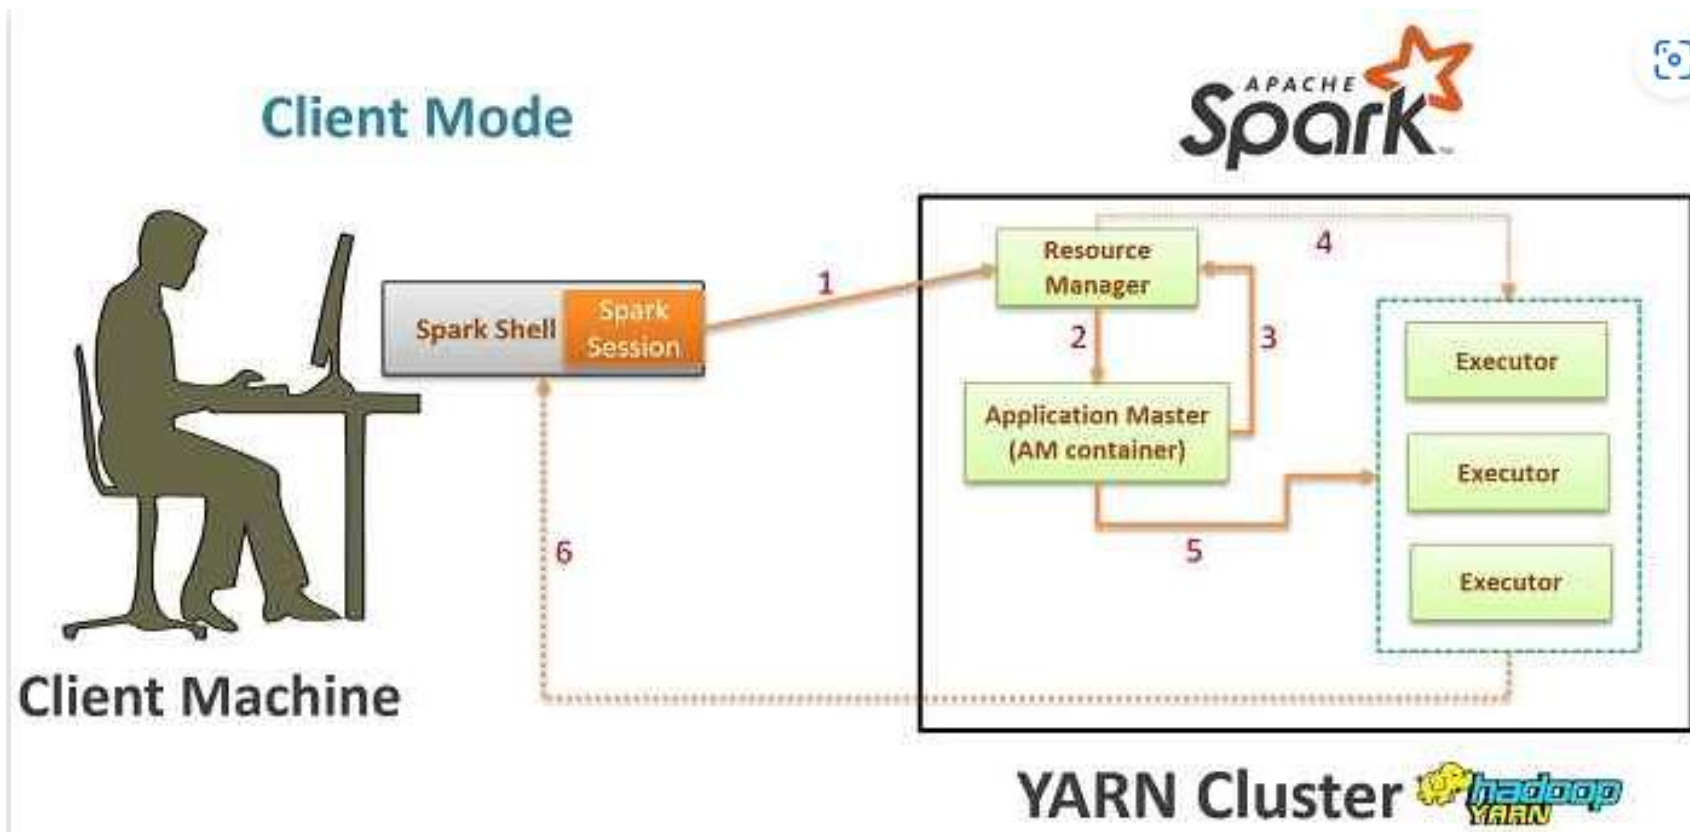 Client Mode
APACHE
Spark
Spark Shell
Spark
Session
1
Resource
Manager
4
2
3
Application Master
(AM container)
5
Executor
Executor
Executor
6
Client Machine
YARN Cluster
hadoop
YARN